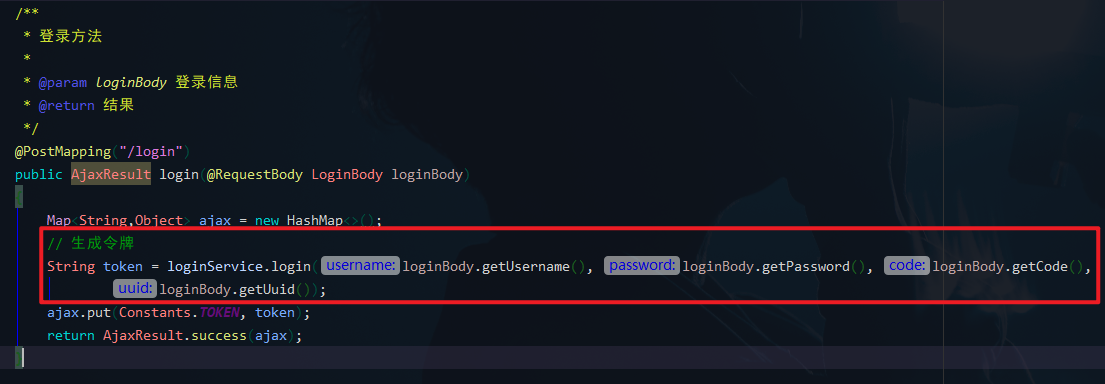 /**
 * 登录方法
 *
 * @param loginBody 登录信息
 * @return 结果
 */
@PostMapping("/login")
public AjaxResult login(@RequestBody LoginBody loginBody)
{
    Map<String,Object> ajax = new HashMap<>();
    // 生成令牌
    String token = loginService.login( username: loginBody.getUsername(), password: loginBody.getPassword(), code: loginBody.getCode(),
            uuid: loginBody.getUuid());
    ajax.put(Constants.TOKEN, token);
    return AjaxResult.success(ajax);
}